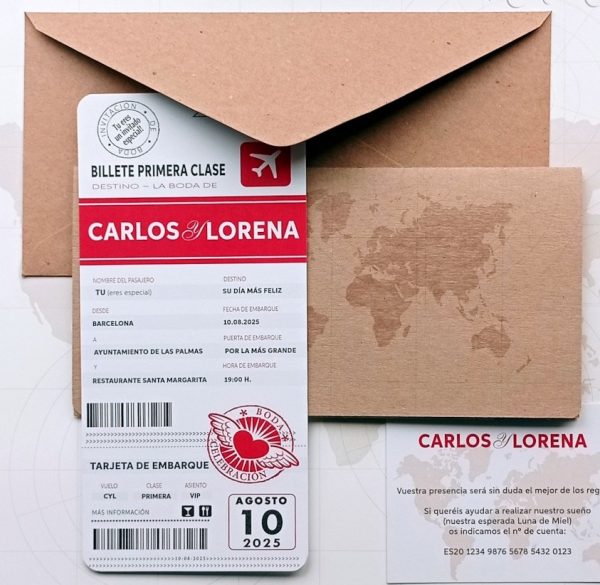 INVITACIÓN DE BODA
Tu eres
un invitado
especial!
BILLETE PRIMERA CLASE
DESTINO – LA BODA DE
CARLOS Y LORENA
NOMBRE DEL PASAJERO DESTINO
TU (eres especial) SU DÍA MÁS FELIZ
DESDE FECHA DE EMBARQUE
BARCELONA 10.08.2025
A PUERTA DE EMBARQUE
AYUNTAMIENTO DE LAS PALMAS POR LA MÁS GRANDE
Y HORA DE EMBARQUE
RESTAURANTE SANTA MARGARITA 19:00 H.
BODA
CELEBRACIÓN
TARJETA DE EMBARQUE
VUELO CLASE ASIENTO
CYL PRIMERA VIP
MÁS INFORMACIÓN
AGOSTO
10
2025
CARLOS Y LORENA
Vuestra presencia será sin duda el mejor de los
Si queréis ayudar a realizar nuestro sueño
(nuestra esperada Luna de Miel)
os indicamos el nº de cuenta:
ES20 1234 9876 5678 5432 0123